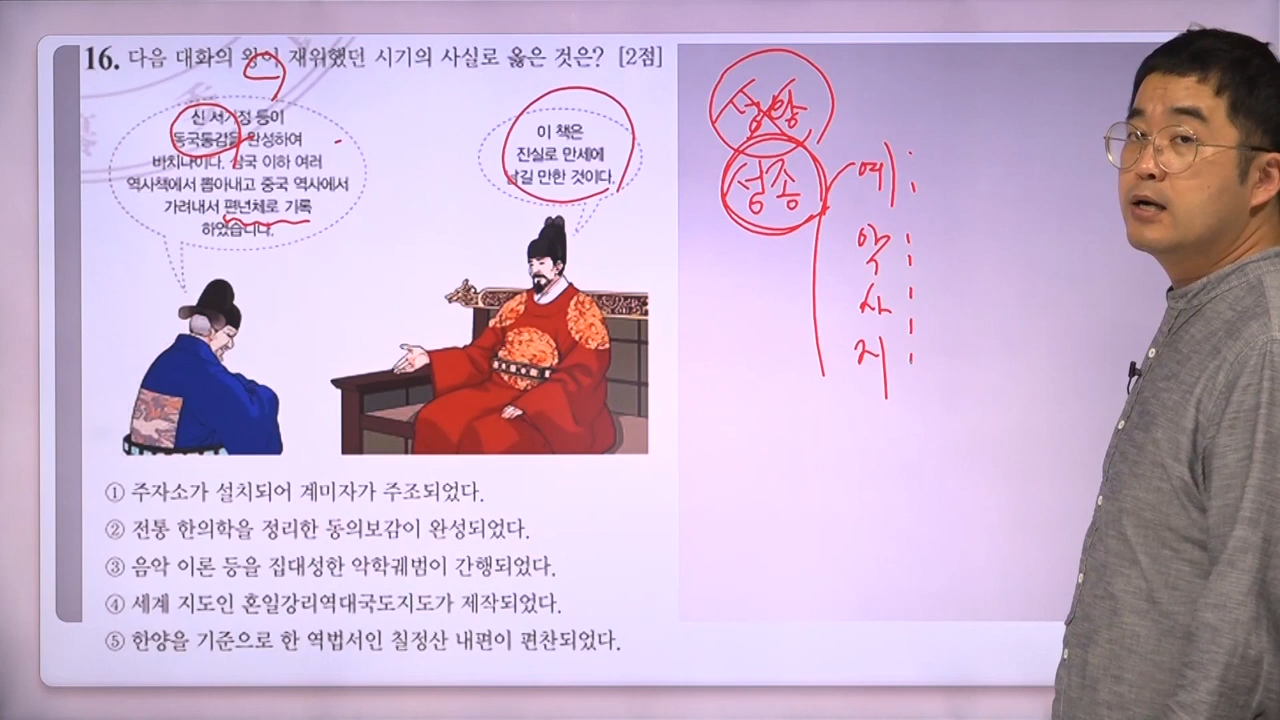 16. 다음 대화의 왕이 재위했던 시기의 사실로 옳은 것은? [2점]
신 서거정 등이
동국통감을 완성하여
바치나이다. 삼국 이하 여러
역사책에서 뽑아내고 중국 역사에서
가려내서 편년체로 기록
하였습니다.
이 책은
진실로 만세에
남길 만한 것이다.
① 주자소가 설치되어 계미자가 주조되었다.
② 전통 한의학을 정리한 동의보감이 완성되었다.
③ 음악 이론 등을 집대성한 악학궤범이 간행되었다.
④ 세계 지도인 혼일강리역대국도지도가 제작되었다.
⑤ 한양을 기준으로 한 역법서인 칠정산 내편이 편찬되었다.
성종
예:
악:
사:
지: